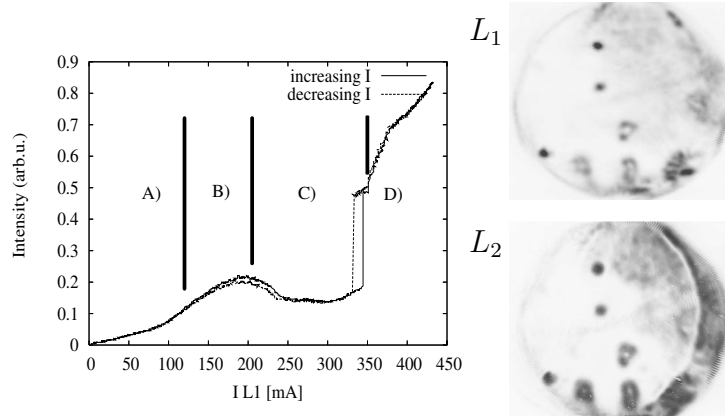 L1
L2
0.9
0.8
0.7
0.6
0.5
0.4
0.3
0.2
0.1
0
Intensity (arb.u.)
increasing I
decreasing I
A)
B)
C)
D)
0 50 100 150 200 250 300 350 400 450
I L1 [mA]